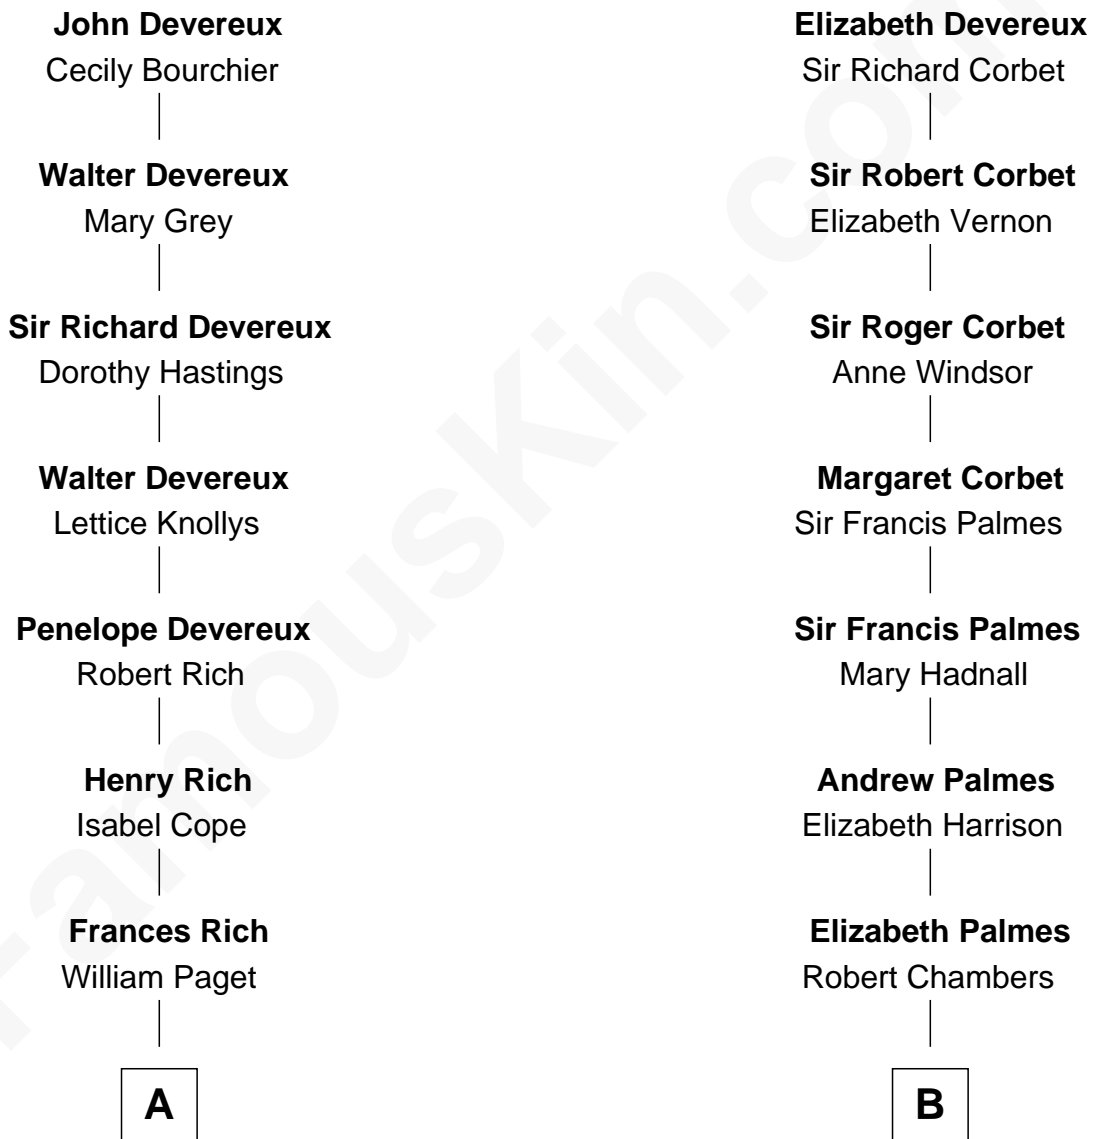 John Devereux
Cecily Bourchier
Walter Devereux
Mary Grey
Sir Richard Devereux
Dorothy Hastings
Walter Devereux
Lettice Knollys
Penelope Devereux
Robert Rich
Henry Rich
Isabel Cope
Frances Rich
William Paget
A
Elizabeth Devereux
Sir Richard Corbet
Sir Robert Corbet
Elizabeth Vernon
Sir Roger Corbet
Anne Windsor
Margaret Corbet
Sir Francis Palmes
Sir Francis Palmes
Mary Hadnall
Andrew Palmes
Elizabeth Harrison
Elizabeth Palmes
Robert Chambers
B
FamousKin.com